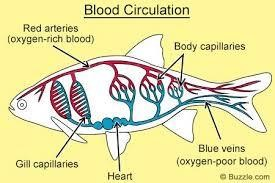 Blood Circulation
Red arteries
(oxygen-rich blood)
Body capillaries
Gill capillaries
Heart
Blue veins
(oxygen-poor blood)
© Buzzle.com